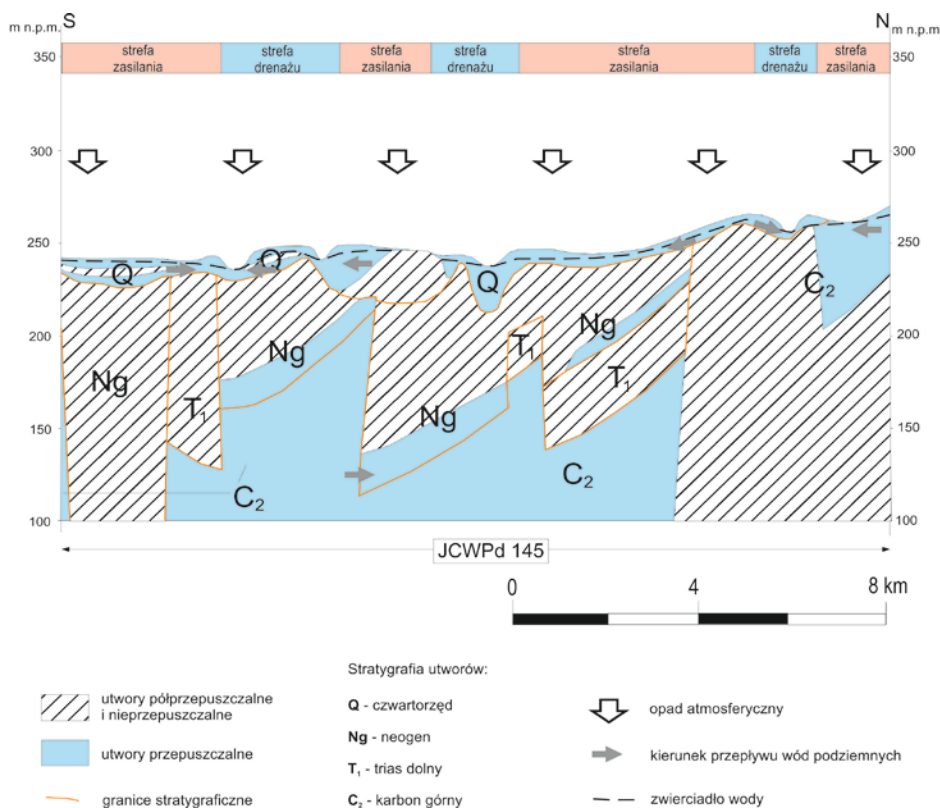 S N
m n.p.m. m n.p.m.
strefa zasilania
strefa drenażu
strefa zasilania
strefa drenażu
strefa zasilania
strefa drenażu
strefa zasilania
350 350
300 300
250 250
Q Q Q C₂
200 200
Ng T₁ Ng Ng T₁ Ng T₁
150 150
C₂ C₂
100 100
JCWPd 145
0 4 8 km
Stratygrafia utworów:
utwory półprzepuszczalne
i nieprzepuszczalne
utwory przepuszczalne
granice stratygraficzne
Q - czwartorzęd
Ng - neogen
T₁ - trias dolny
C₂ - karbon górny
opad atmosferyczny
kierunek przepływu wód podziemnych
zwierciadło wody